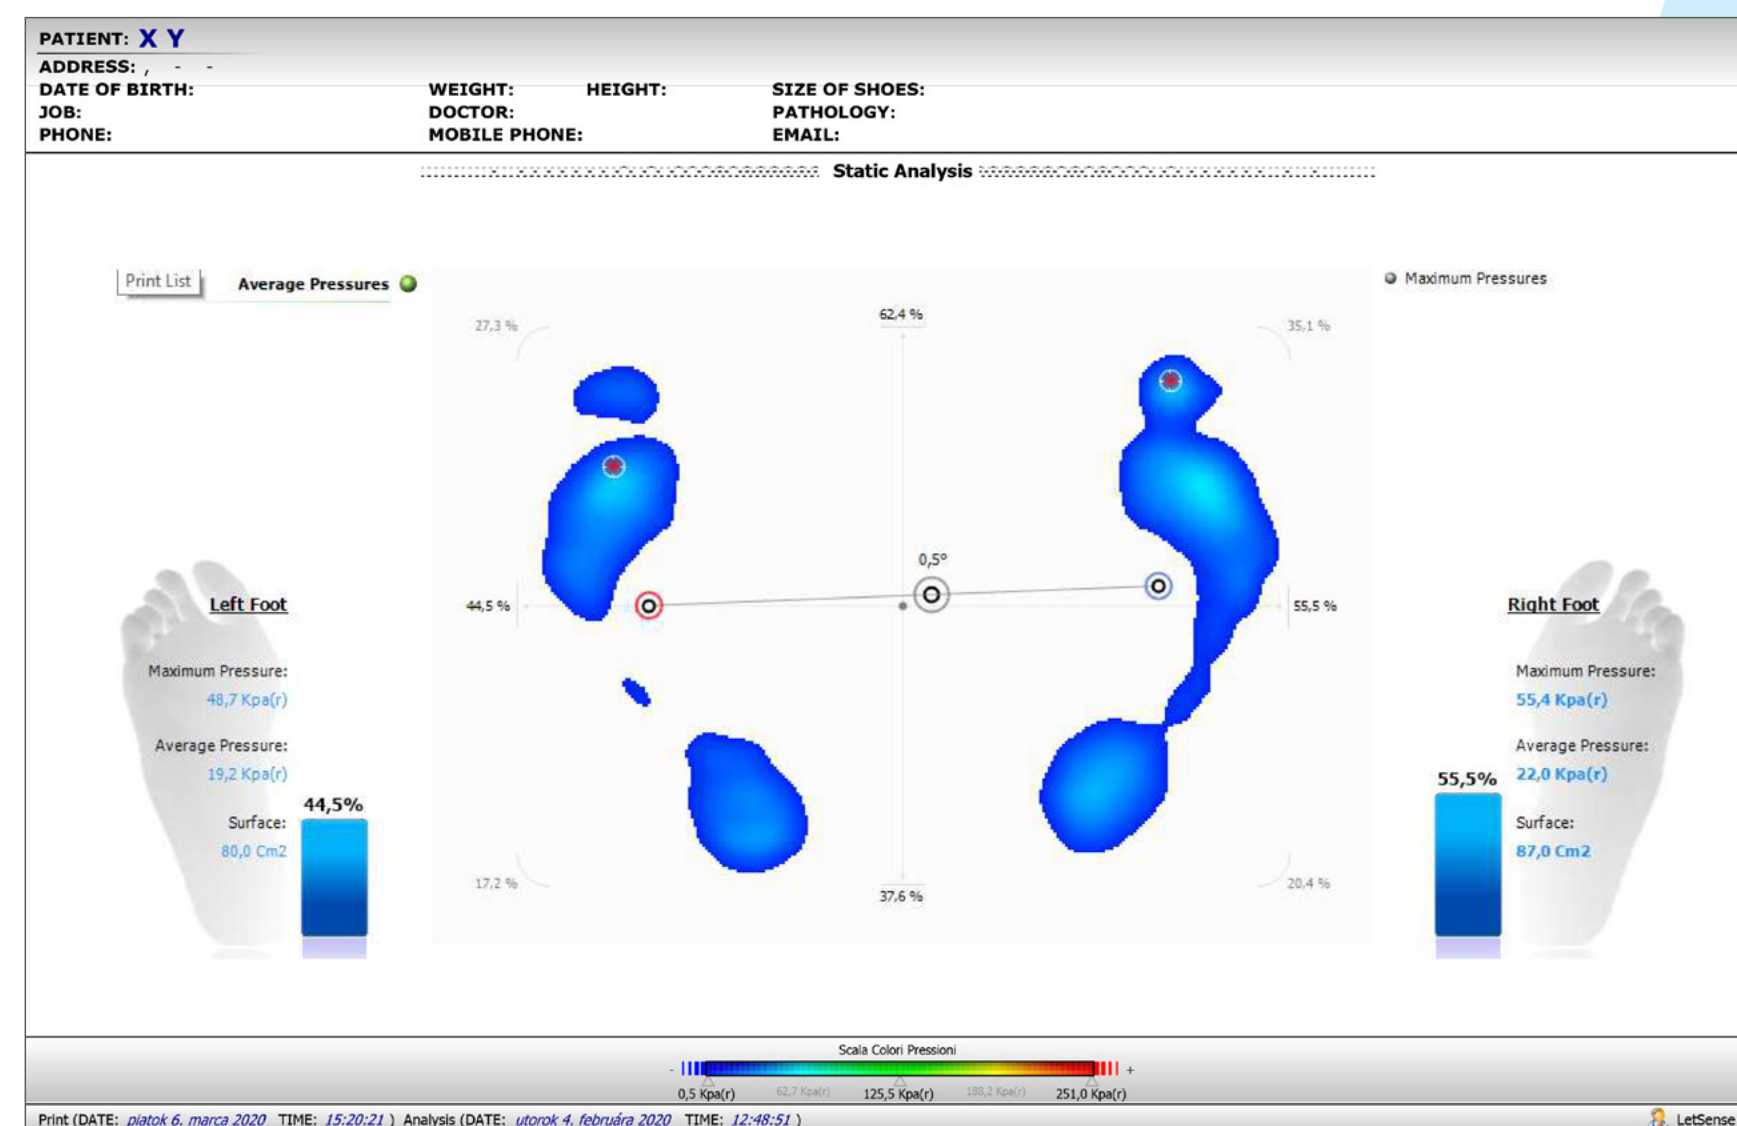 PATIENT: X Y
ADDRESS: , - -
DATE OF BIRTH: WEIGHT: HEIGHT: SIZE OF SHOES:
JOB: DOCTOR: PATHOLOGY:
PHONE: MOBILE PHONE: EMAIL:
Static Analysis
Print List Average Pressures Maximum Pressures
27,3 % 62,4 % 35,1 %
0,5°
44,5 % 55,5 %
17,2 % 37,6 % 20,4 %
Left Foot
Maximum Pressure:
48,7 Kpa(r)
Average Pressure:
19,2 Kpa(r)
44,5%
Surface:
80,0 Cm2
Right Foot
Maximum Pressure:
55,4 Kpa(r)
Average Pressure:
55,5% 22,0 Kpa(r)
Surface:
87,0 Cm2
Scala Colori Pressioni
- +
0,5 Kpa(r) 62,7 Kpa(r) 125,5 Kpa(r) 188,2 Kpa(r) 251,0 Kpa(r)
Print (DATE: piatok 6. marca 2020 TIME: 15:20:21 ) Analysis (DATE: utorok 4. februára 2020 TIME: 12:48:51 ) LetSense